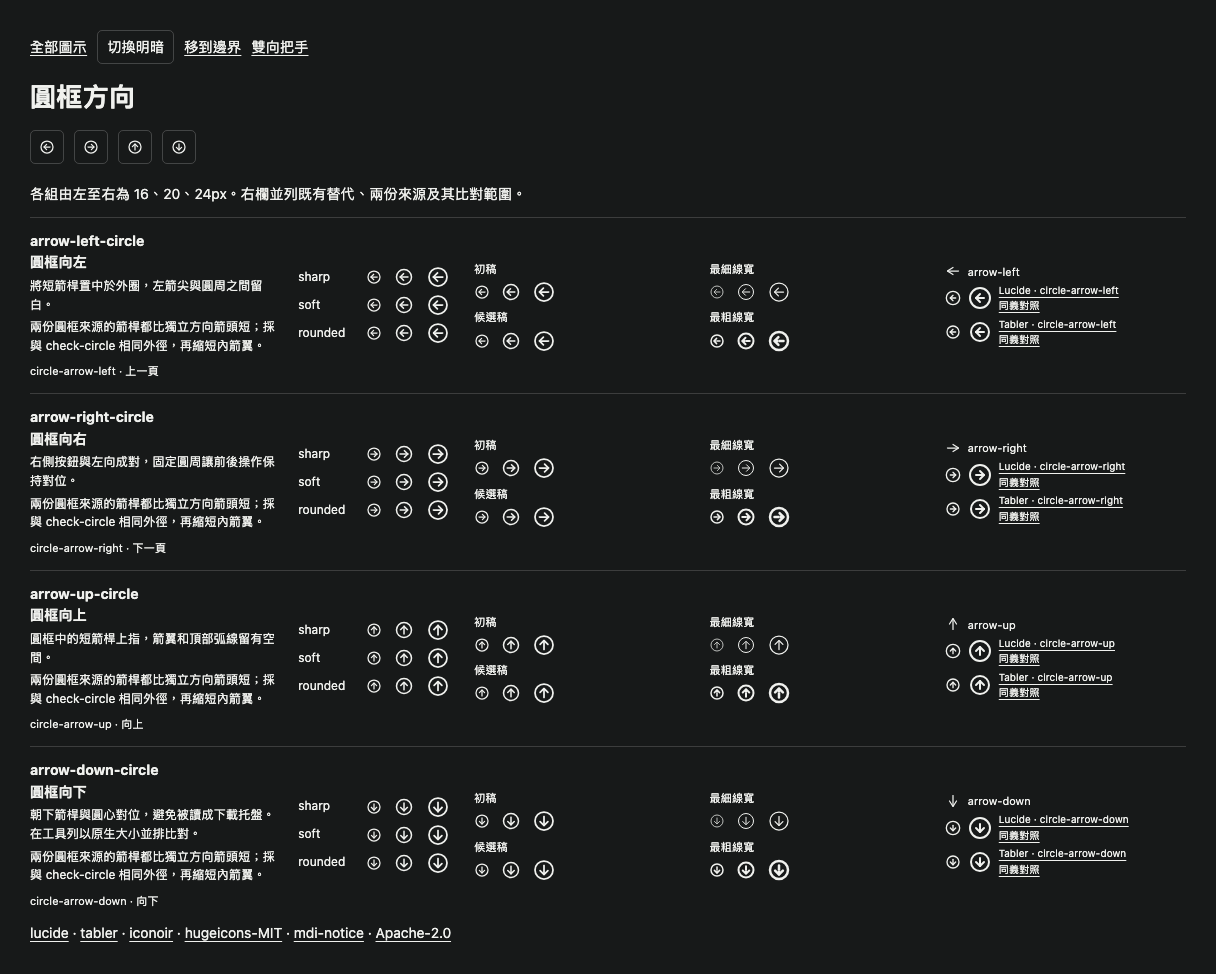 全部圖示 切換明暗 移到邊界 雙向把手
圓框方向
各組由左至右為 16、20、24px。右欄並列既有替代、兩份來源及其比對範圍。
arrow-left-circle
圓框向左
將短箭桿置中於外圈，左箭尖與圓周之間留
白。
兩份圓框來源的箭桿都比獨立方向箭頭短；採
與 check-circle 相同外徑，再縮短內箭翼。
circle-arrow-left · 上一頁
sharp
soft
rounded
初稿
候選稿
最細線寬
最粗線寬
arrow-left
Lucide · circle-arrow-left
同義對照
Tabler · circle-arrow-left
同義對照
arrow-right-circle
圓框向右
右側按鈕與左向成對，固定圓周讓前後操作保
持對位。
兩份圓框來源的箭桿都比獨立方向箭頭短；採
與 check-circle 相同外徑，再縮短內箭翼。
circle-arrow-right · 下一頁
sharp
soft
rounded
初稿
候選稿
最細線寬
最粗線寬
arrow-right
Lucide · circle-arrow-right
同義對照
Tabler · circle-arrow-right
同義對照
arrow-up-circle
圓框向上
圓框中的短箭桿上指，箭翼和頂部弧線留有空
間。
兩份圓框來源的箭桿都比獨立方向箭頭短；採
與 check-circle 相同外徑，再縮短內箭翼。
circle-arrow-up · 向上
sharp
soft
rounded
初稿
候選稿
最細線寬
最粗線寬
arrow-up
Lucide · circle-arrow-up
同義對照
Tabler · circle-arrow-up
同義對照
arrow-down-circle
圓框向下
朝下箭桿與圓心對位，避免被讀成下載托盤。
在工具列以原生大小並排比對。
兩份圓框來源的箭桿都比獨立方向箭頭短；採
與 check-circle 相同外徑，再縮短內箭翼。
circle-arrow-down · 向下
sharp
soft
rounded
初稿
候選稿
最細線寬
最粗線寬
arrow-down
Lucide · circle-arrow-down
同義對照
Tabler · circle-arrow-down
同義對照
lucide · tabler · iconoir · hugeicons-MIT · mdi-notice · Apache-2.0